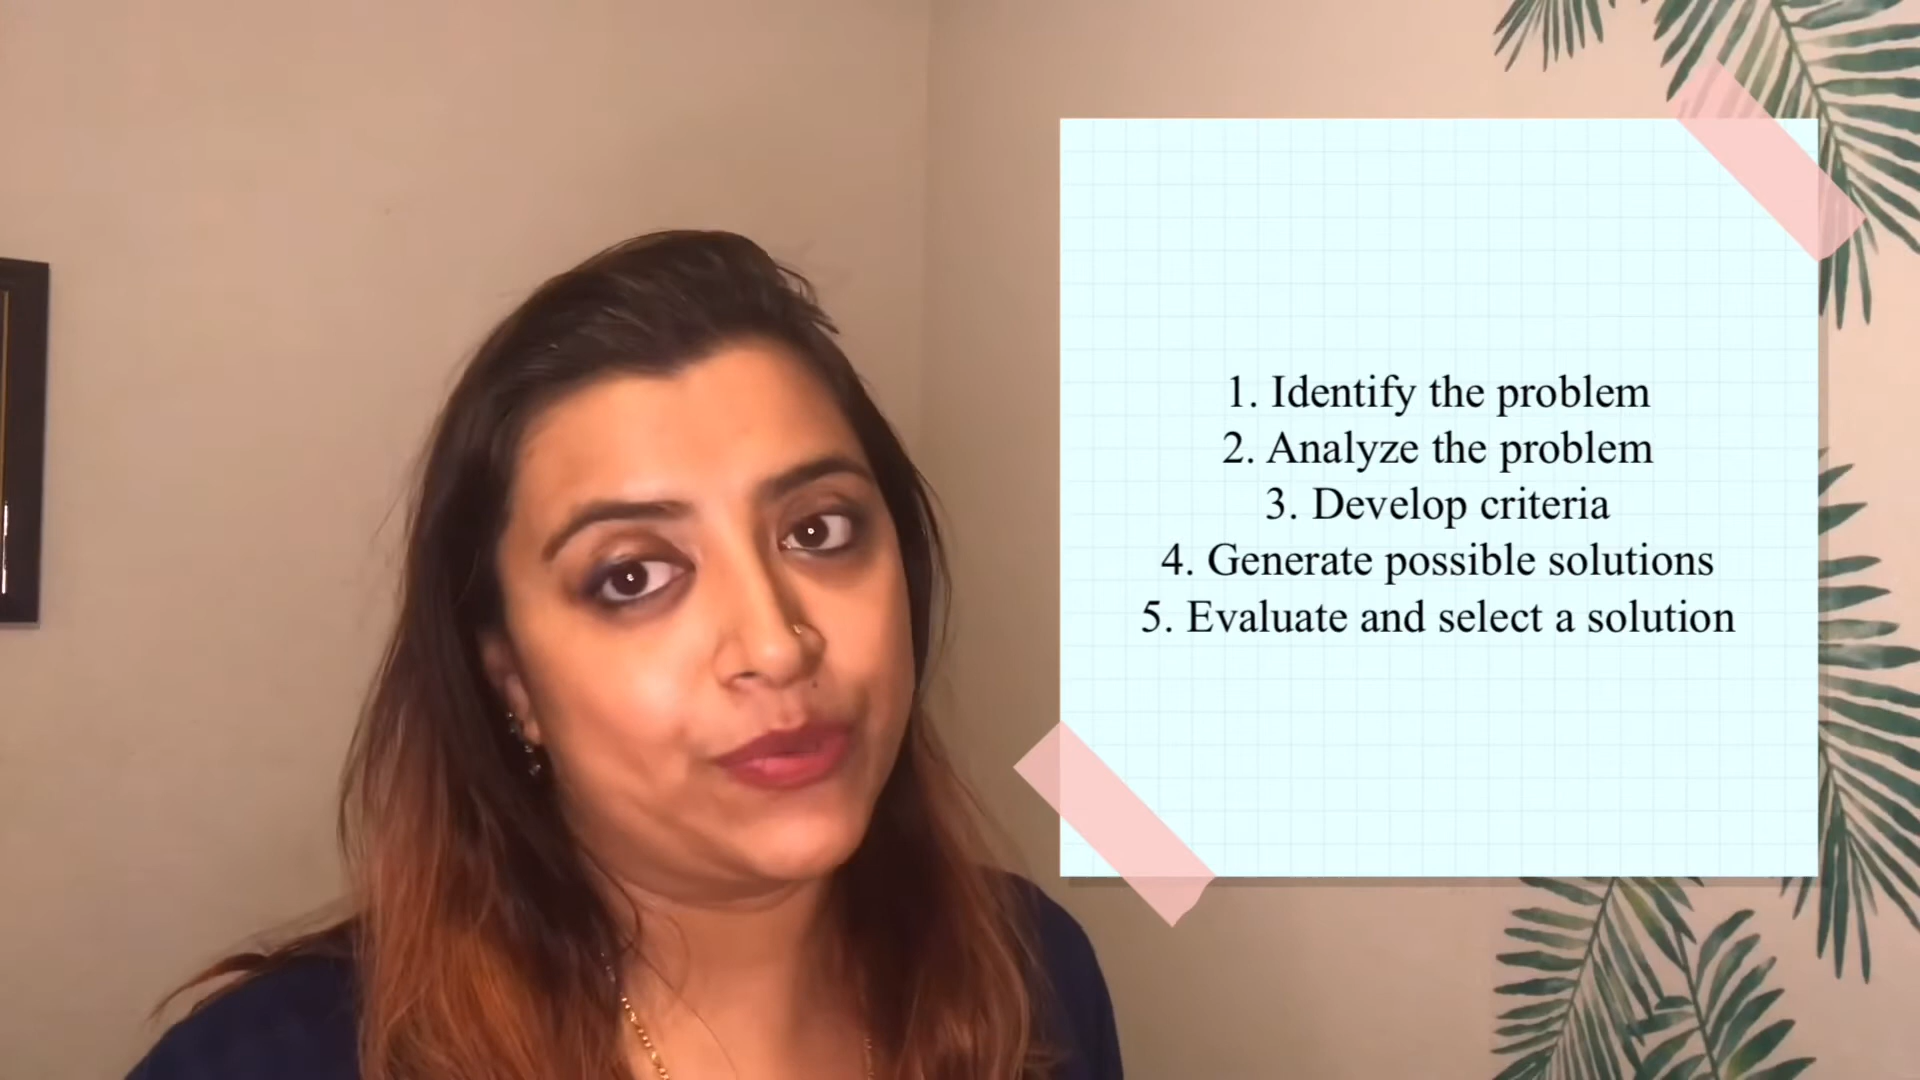 1. Identify the problem
2. Analyze the problem
3. Develop criteria
4. Generate possible solutions
5. Evaluate and select a solution